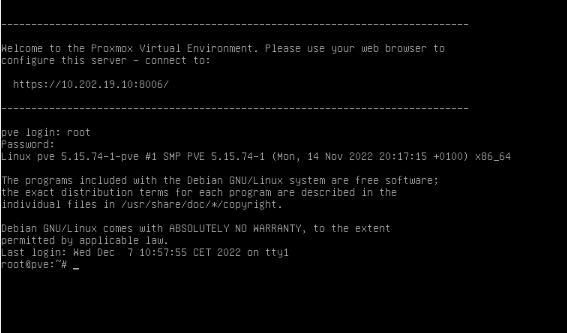 ------------------------------------------------------------------------------
Welcome to the Proxmox Virtual Environment. Please use your web browser to
configure this server - connect to:
https://10.202.19.10:8006/
------------------------------------------------------------------------------
pve login: root
Password:
Linux pve 5.15.74-1-pve #1 SMP PVE 5.15.74-1 (Mon, 14 Nov 2022 20:17:15 +0100) x86_64
The programs included with the Debian GNU/Linux system are free software;
the exact distribution terms for each program are described in the
individual files in /usr/share/doc/*/copyright.
Debian GNU/Linux comes with ABSOLUTELY NO WARRANTY, to the extent
permitted by applicable law.
Last login: Wed Dec  7 10:57:55 CET 2022 on tty1
root@pve:~# _